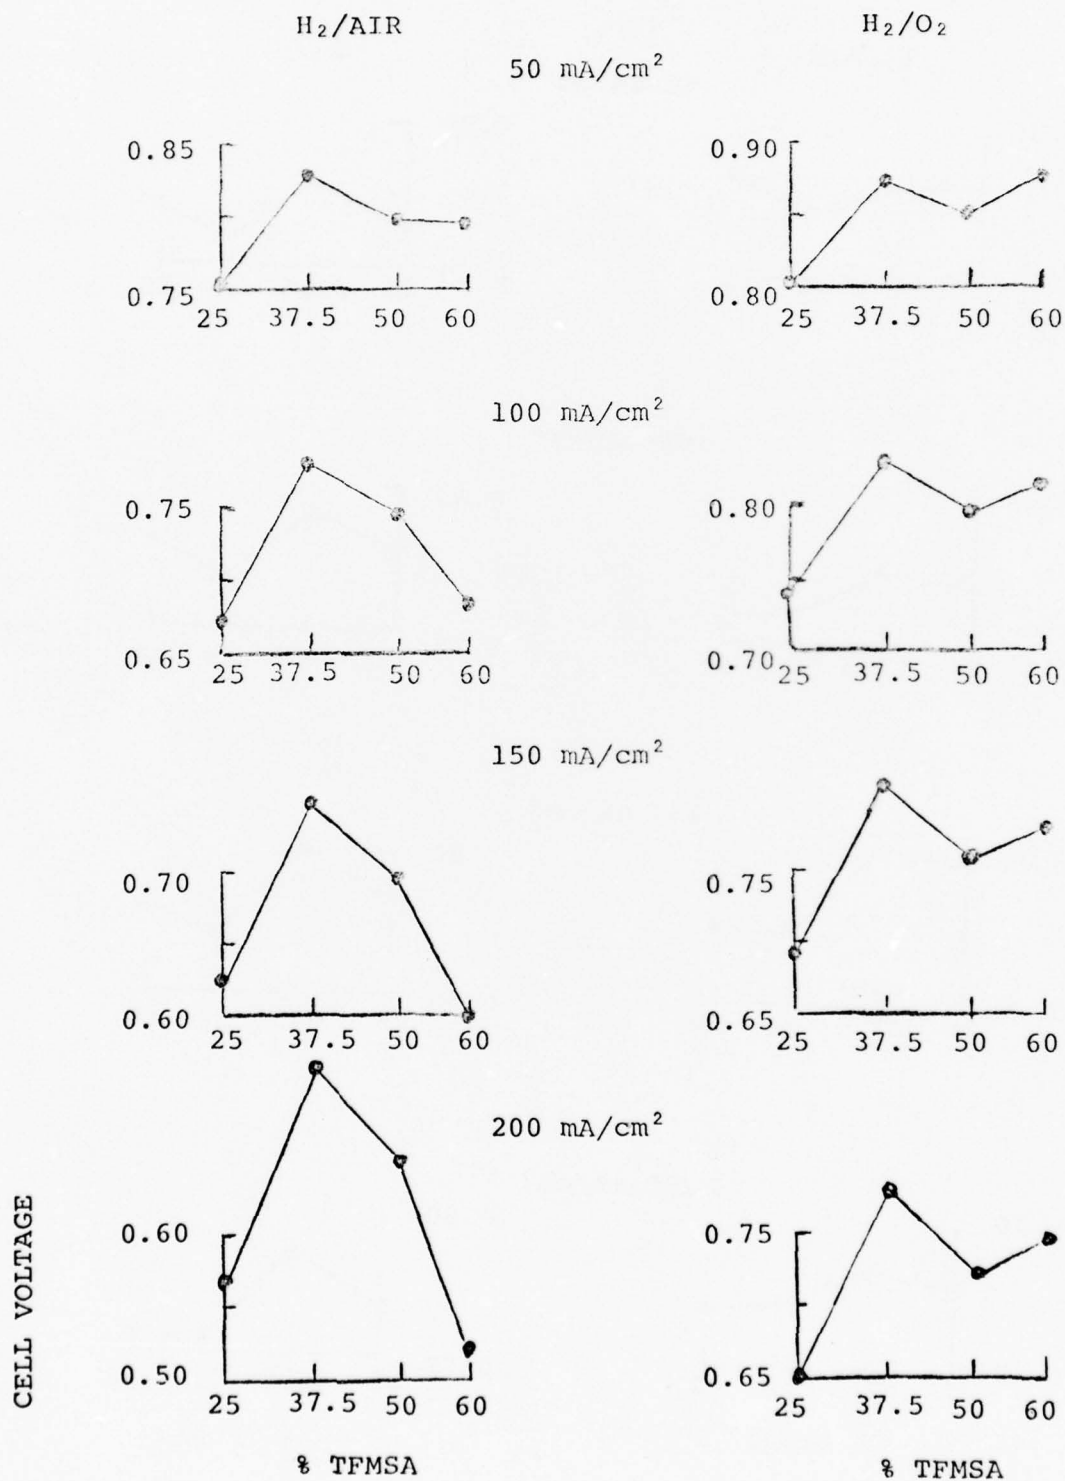 H₂/AIR H₂/O₂
50 mA/cm²
0.85 0.90
0.75 0.80
25 37.5 50 60 25 37.5 50 60
100 mA/cm²
0.75 0.80
0.65 0.70
25 37.5 50 60 25 37.5 50 60
150 mA/cm²
0.70 0.75
0.60 0.65
25 37.5 50 60 25 37.5 50 60
200 mA/cm²
CELL VOLTAGE
0.60 0.75
0.50 0.65
25 37.5 50 60 25 37.5 50 60
% TFMSA % TFMSA